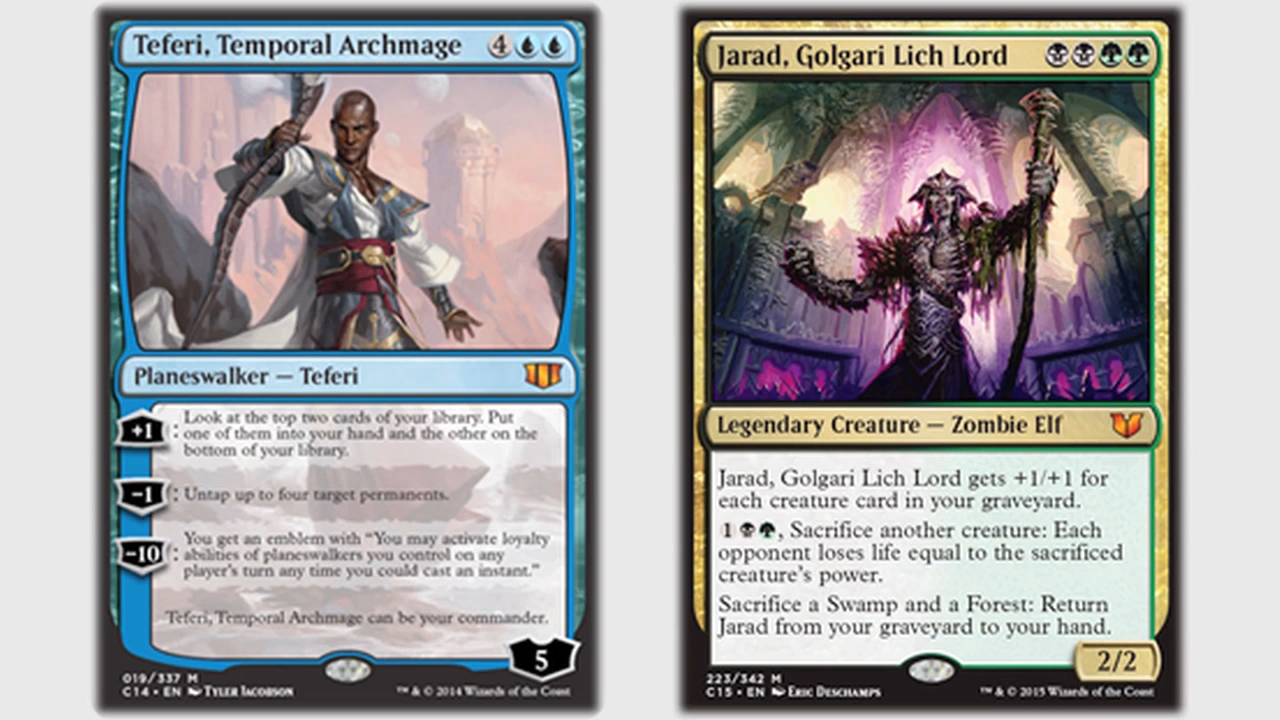 Teferi, Temporal Archmage 4
Planeswalker — Teferi
+1 : Look at the top two cards of your library. Put
one of them into your hand and the other on the
bottom of your library.
-1 : Untap up to four target permanents.
-10 : You get an emblem with “You may activate loyalty
abilities of planeswalkers you control on any
player’s turn any time you could cast an instant.”
Teferi, Temporal Archmage can be your commander.
5
019/337 M
C14 • EN Tyler Jacobson
™ & © 2014 Wizards of the Coast
Jarad, Golgari Lich Lord
Legendary Creature — Zombie Elf
Jarad, Golgari Lich Lord gets +1/+1 for
each creature card in your graveyard.
1 , Sacrifice another creature: Each
opponent loses life equal to the sacrificed
creature’s power.
Sacrifice a Swamp and a Forest: Return
Jarad from your graveyard to your hand.
2/2
223/342 M
C15 • EN Eric Deschamps
™ & © 2015 Wizards of the Coast